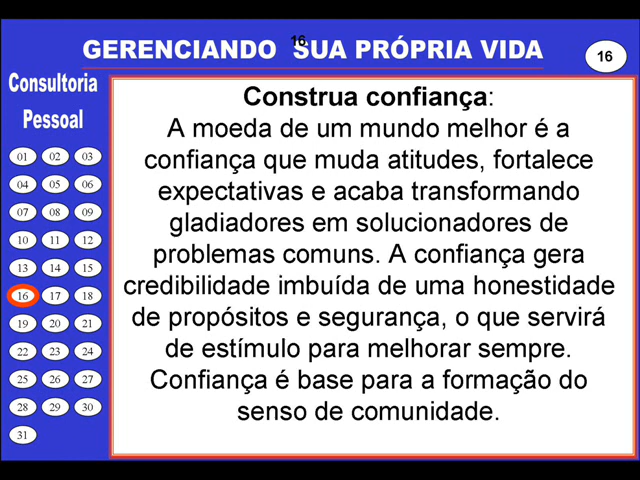 16
GERENCIANDO SUA PRÓPRIA VIDA
16
Consultoria
Pessoal
01 02 03
04 05 06
07 08 09
10 11 12
13 14 15
16 17 18
19 20 21
22 23 24
25 26 27
28 29 30
31
Construa confiança:
A moeda de um mundo melhor é a
confiança que muda atitudes, fortalece
expectativas e acaba transformando
gladiadores em solucionadores de
problemas comuns. A confiança gera
credibilidade imbuída de uma honestidade
de propósitos e segurança, o que servirá
de estímulo para melhorar sempre.
Confiança é base para a formação do
senso de comunidade.